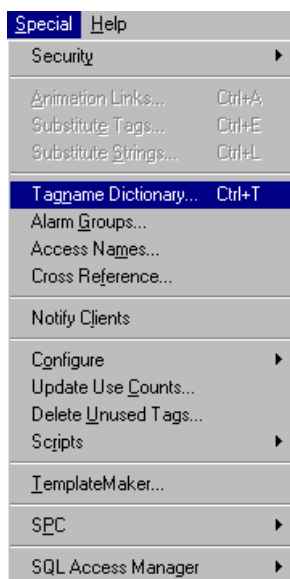 Special Help
Security
Animation Links... Ctrl+A
Substitute Tags... Ctrl+E
Substitute Strings... Ctrl+L
Tagname Dictionary... Ctrl+T
Alarm Groups...
Access Names...
Cross Reference...
Notify Clients
Configure
Update Use Counts...
Delete Unused Tags...
Scripts
TemplateMaker...
SPC
SQL Access Manager